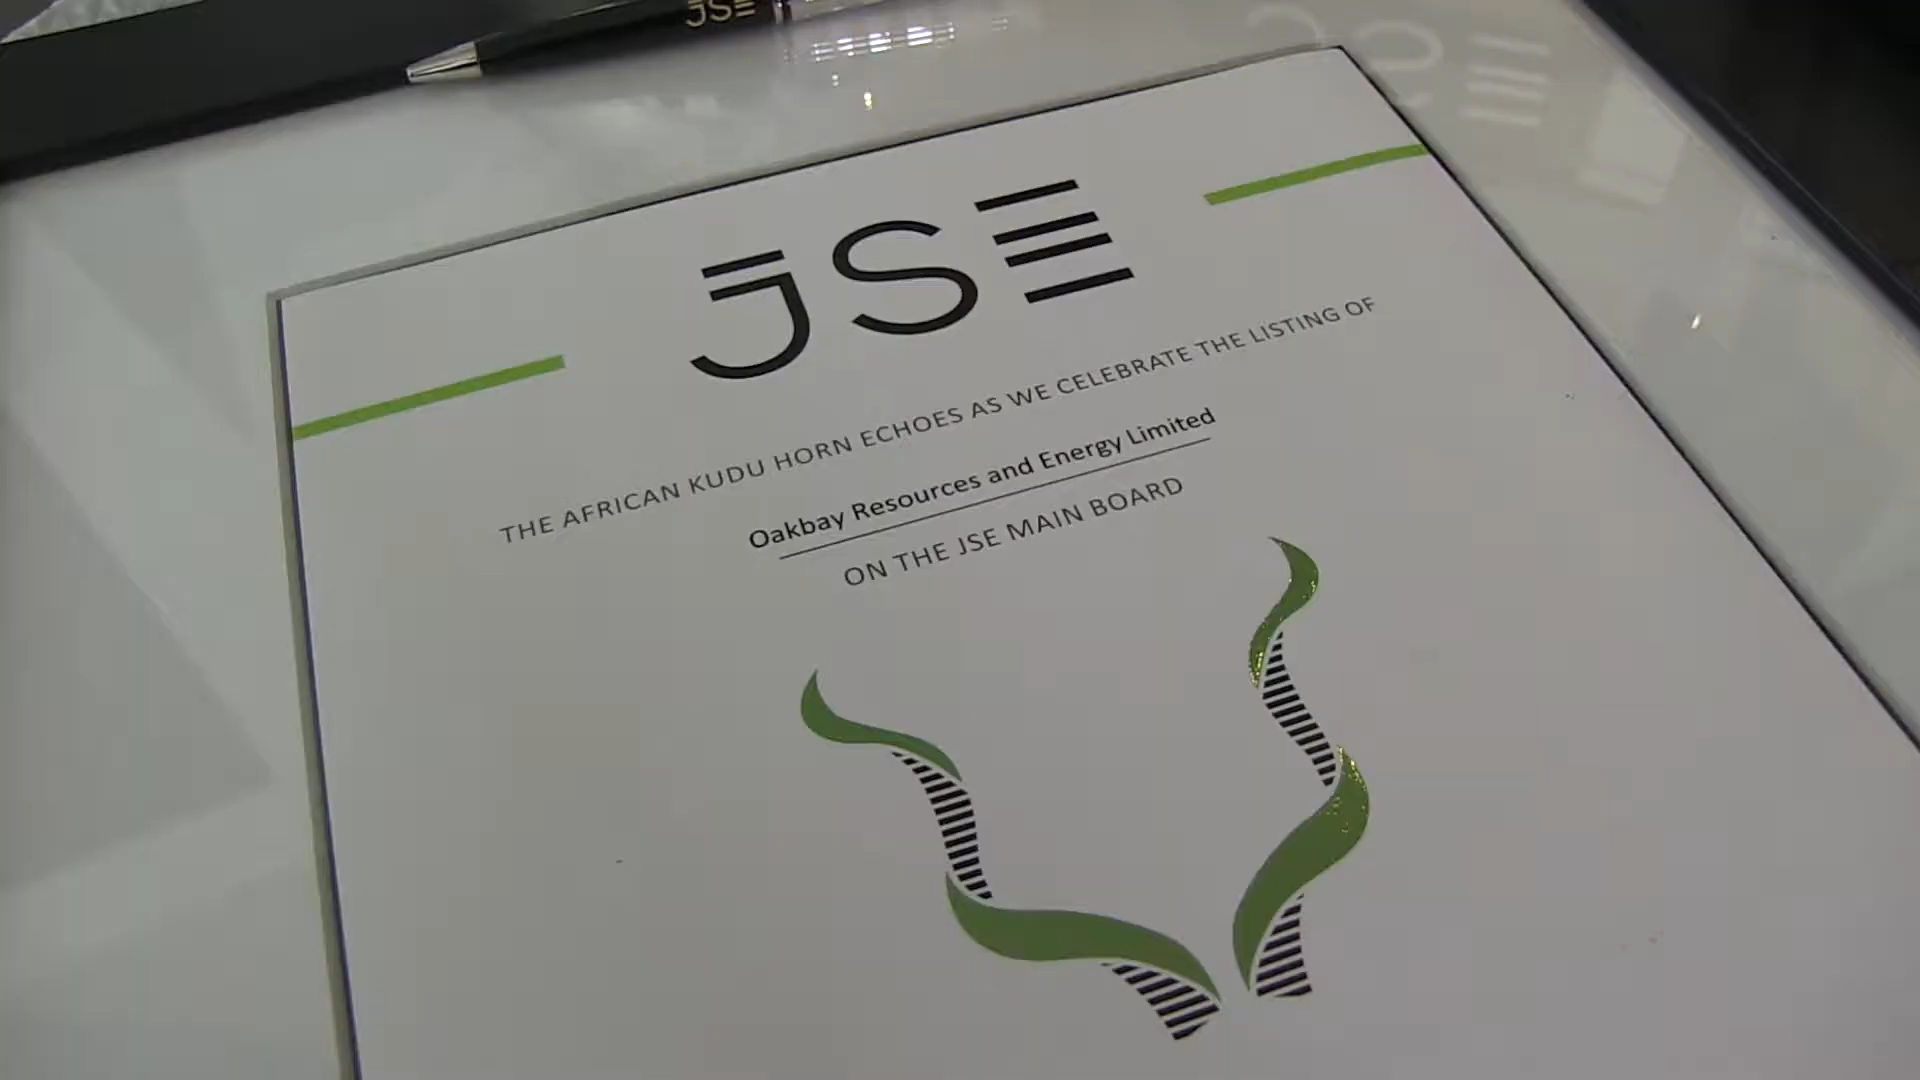 JSE
JSE
THE AFRICAN KUDU HORN ECHOES AS WE CELEBRATE THE LISTING OF
Oakbay Resources and Energy Limited
ON THE JSE MAIN BOARD